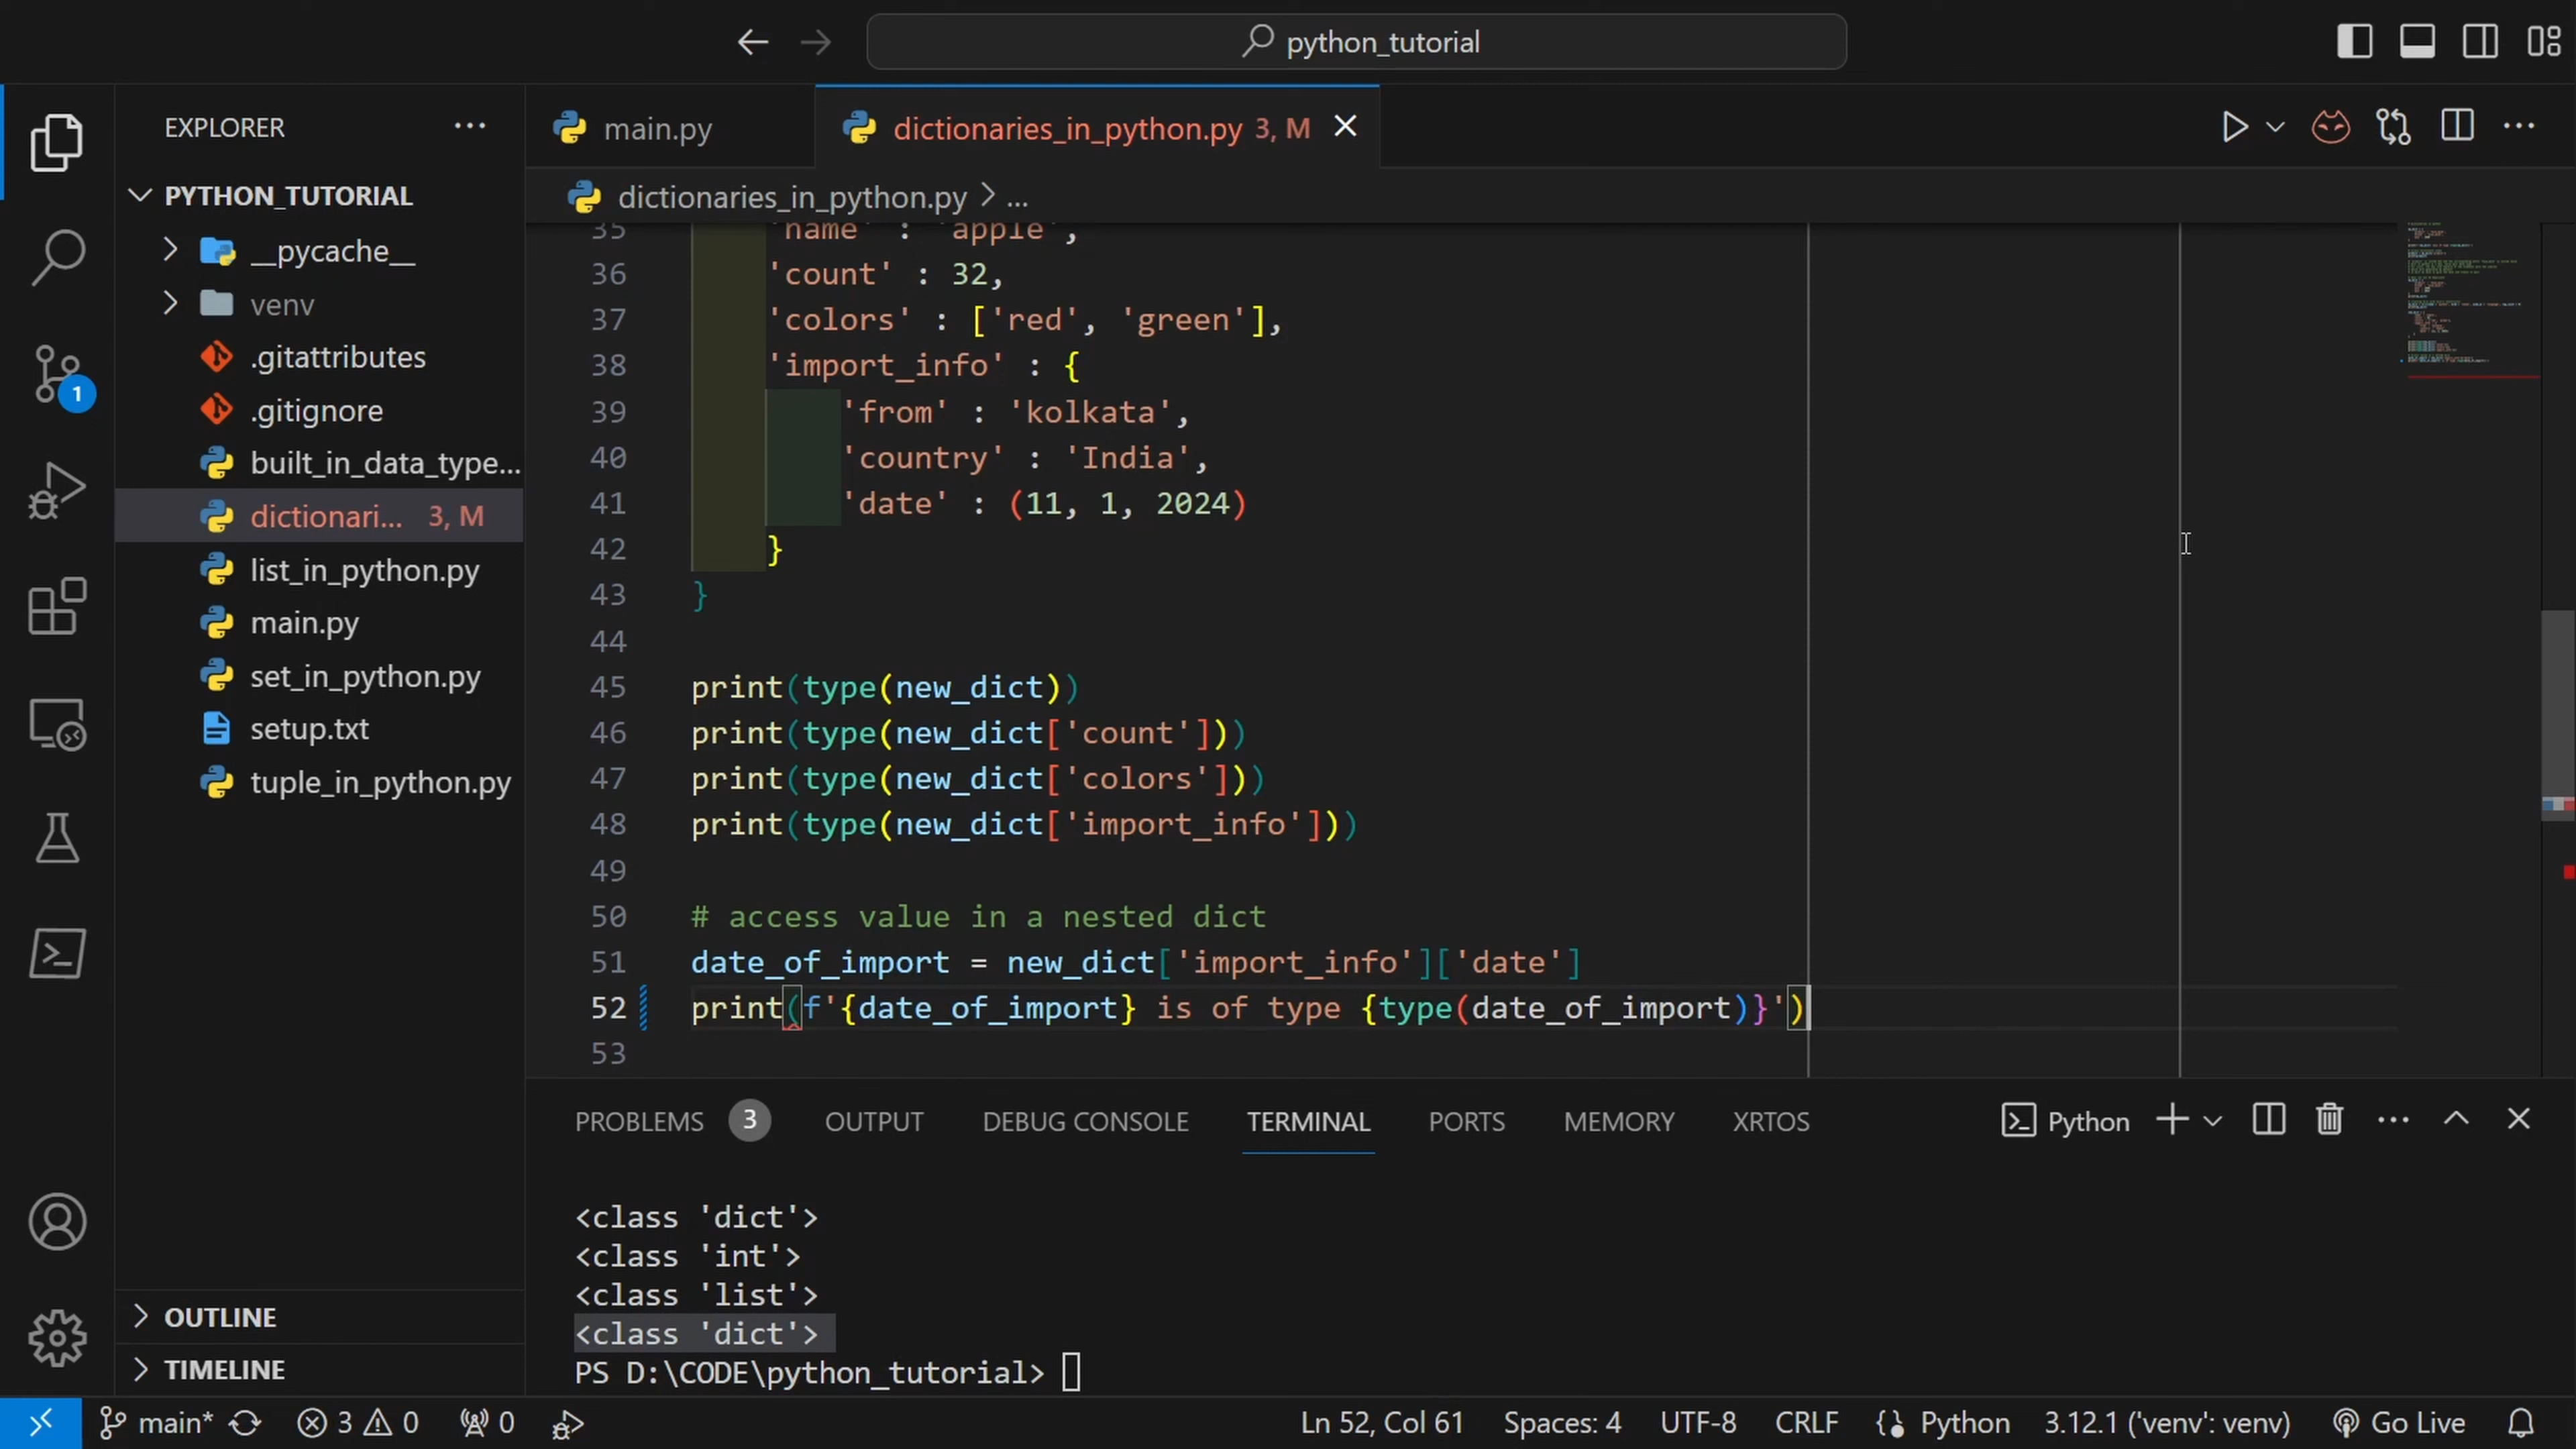 python_tutorial
EXPLORER
main.py
dictionaries_in_python.py 3, M
PYTHON_TUTORIAL
dictionaries_in_python.py > ...
__pycache__
venv
.gitattributes
.gitignore
built_in_data_type...
dictionari... 3, M
list_in_python.py
main.py
set_in_python.py
setup.txt
tuple_in_python.py
1
35 'name' : 'apple',
36 'count' : 32,
37 'colors' : ['red', 'green'],
38 'import_info' : {
39 'from' : 'kolkata',
40 'country' : 'India',
41 'date' : (11, 1, 2024)
42 }
43 }
44
45 print(type(new_dict))
46 print(type(new_dict['count']))
47 print(type(new_dict['colors']))
48 print(type(new_dict['import_info']))
49
50 # access value in a nested dict
51 date_of_import = new_dict['import_info']['date']
52 print(f'{date_of_import} is of type {type(date_of_import)}')
53
PROBLEMS 3 OUTPUT DEBUG CONSOLE TERMINAL PORTS MEMORY XRTOS Python
<class 'dict'>
<class 'int'>
<class 'list'>
<class 'dict'>
PS D:\CODE\python_tutorial>
OUTLINE
TIMELINE
main* 3 0 0 Ln 52, Col 61 Spaces: 4 UTF-8 CRLF Python 3.12.1 ('venv': venv) Go Live